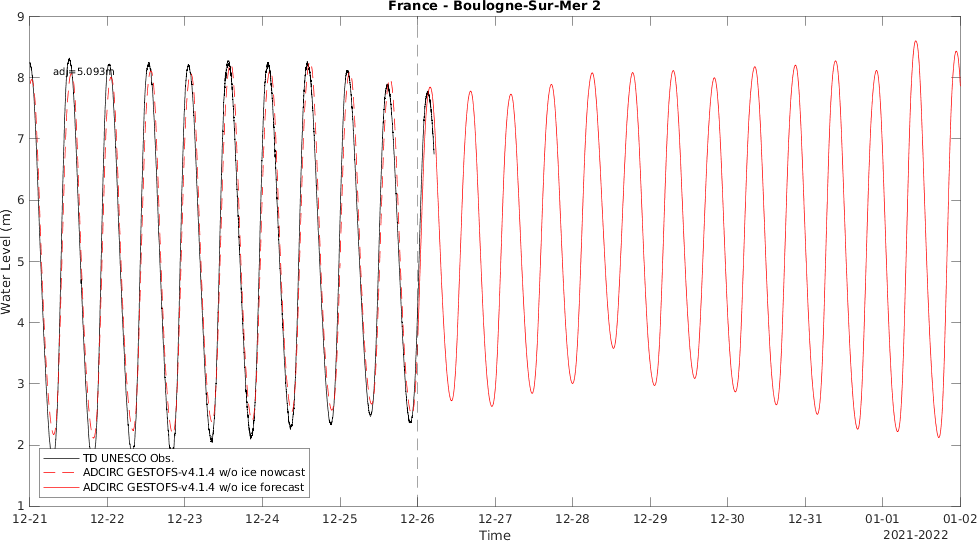 France - Boulogne-Sur-Mer 2
9
8
7
6
5
4
3
2
1
Water Level (m)
adj=5.093m
TD UNESCO Obs.
ADCIRC GESTOFS-v4.1.4 w/o ice nowcast
ADCIRC GESTOFS-v4.1.4 w/o ice forecast
12-21 12-22 12-23 12-24 12-25 12-26 12-27 12-28 12-29 12-30 12-31 01-01 01-02
Time
2021-2022